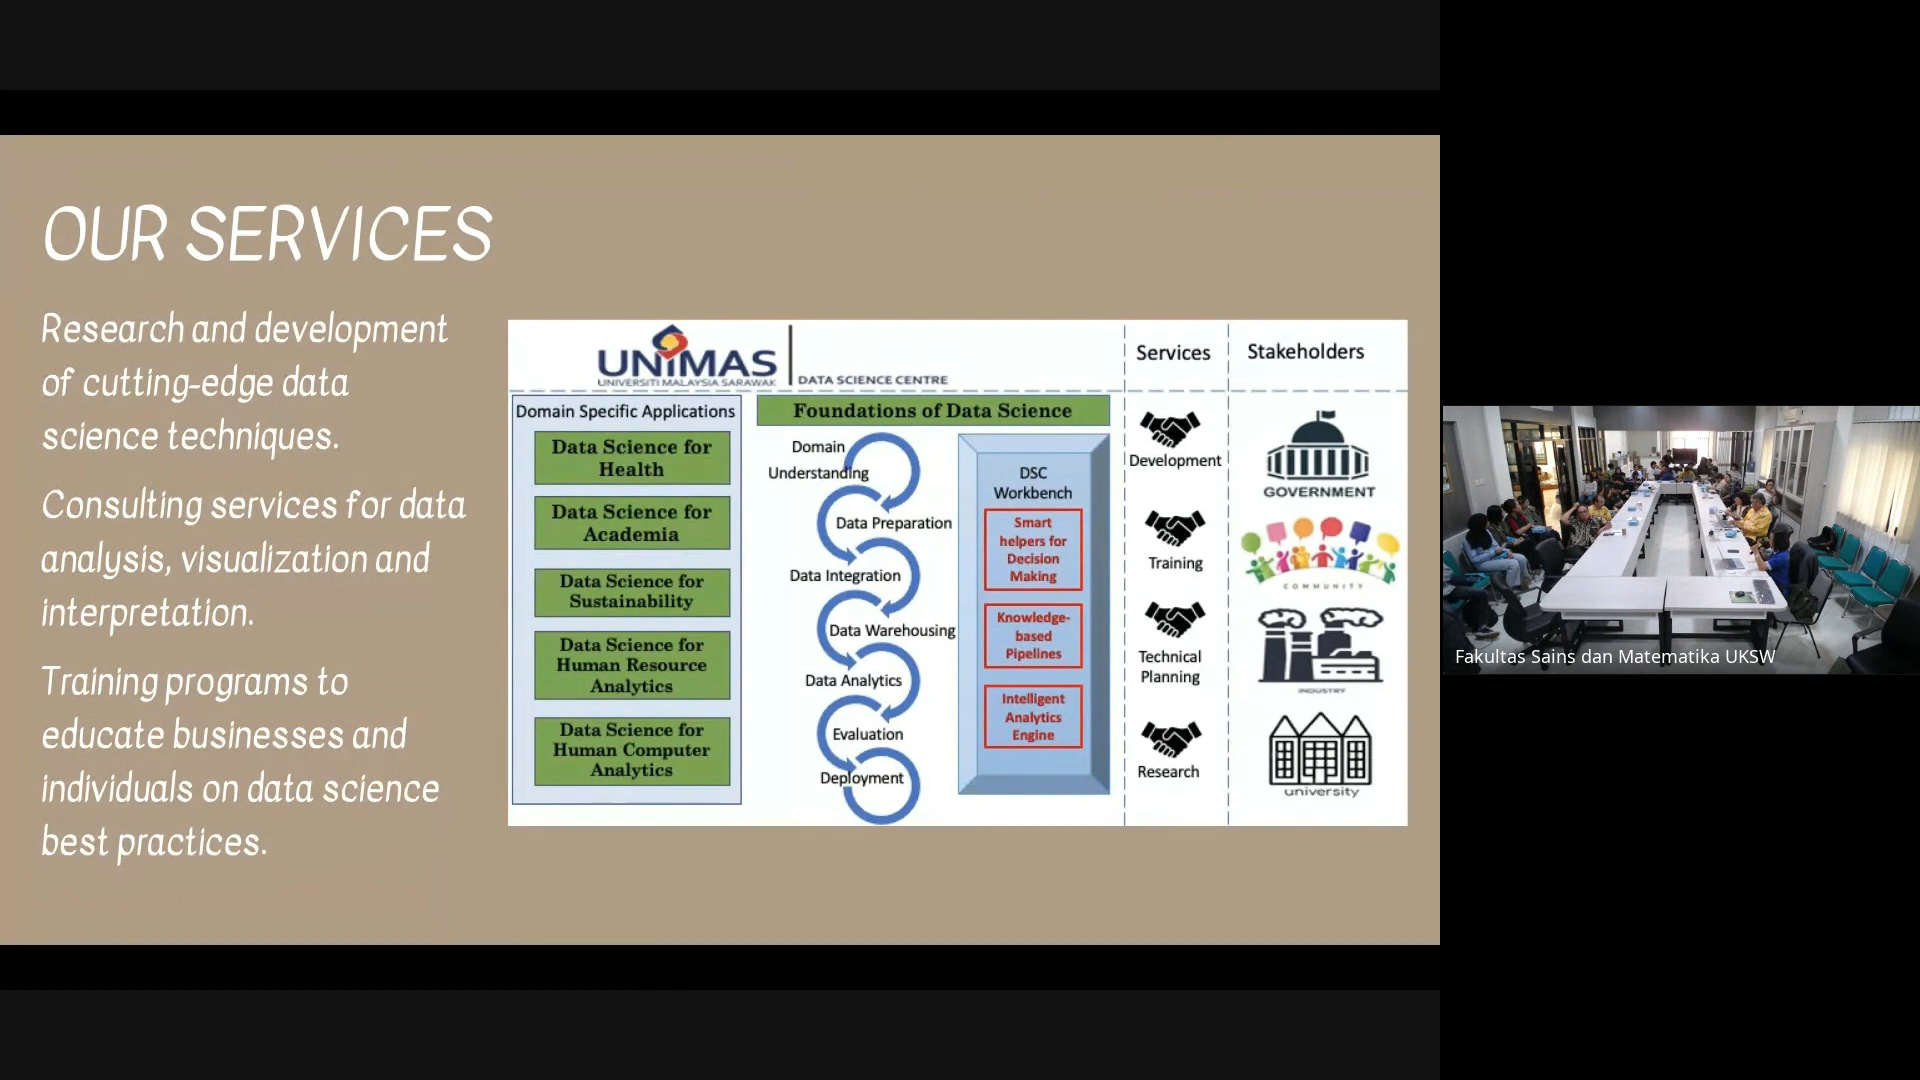 OUR SERVICES
Research and development
of cutting-edge data
science techniques.
Consulting services for data
analysis, visualization and
interpretation.
Training programs to
educate businesses and
individuals on data science
best practices.
UNIMAS
UNIVERSITI MALAYSIA SARAWAK
DATA SCIENCE CENTRE
Services
Stakeholders
Domain Specific Applications
Data Science for
Health
Data Science for
Academia
Data Science for
Sustainability
Data Science for
Human Resource
Analytics
Data Science for
Human Computer
Analytics
Foundations of Data Science
Domain
Understanding
Data Preparation
Data Integration
Data Warehousing
Data Analytics
Evaluation
Deployment
DSC
Workbench
Smart
helpers for
Decision
Making
Knowledge-
based
Pipelines
Intelligent
Analytics
Engine
Development
Training
Technical
Planning
Research
GOVERNMENT
COMMUNITY
INDUSTRY
university
Fakultas Sains dan Matematika UKSW